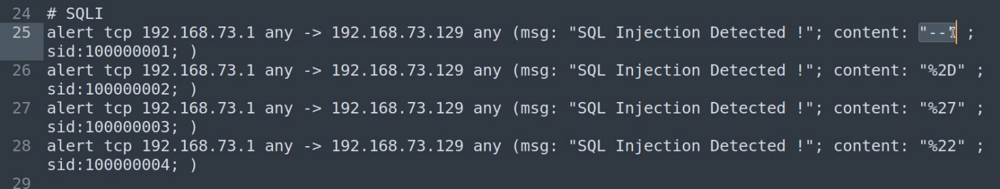 24 # SQLI
25 alert tcp 192.168.73.1 any -> 192.168.73.129 any (msg: "SQL Injection Detected !"; content: "--" ;
sid:100000001; )
26 alert tcp 192.168.73.1 any -> 192.168.73.129 any (msg: "SQL Injection Detected !"; content: "%2D" ;
sid:100000002; )
27 alert tcp 192.168.73.1 any -> 192.168.73.129 any (msg: "SQL Injection Detected !"; content: "%27" ;
sid:100000003; )
28 alert tcp 192.168.73.1 any -> 192.168.73.129 any (msg: "SQL Injection Detected !"; content: "%22" ;
sid:100000004; )
29